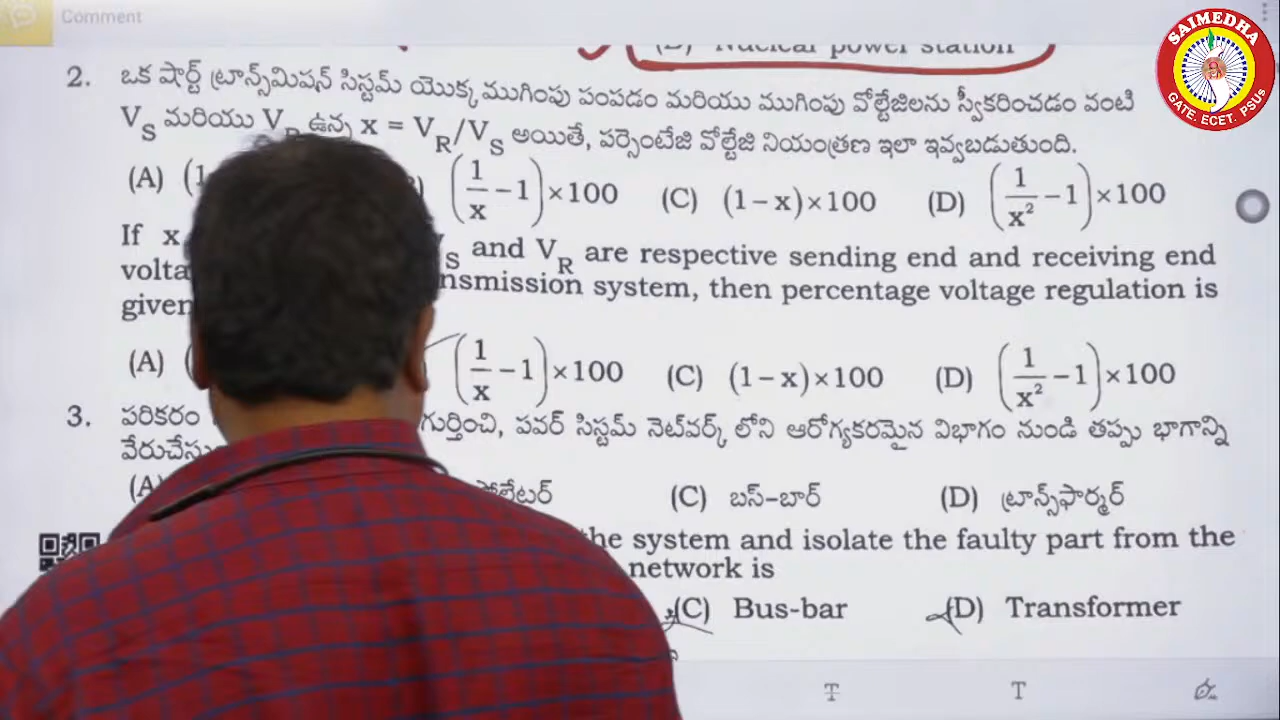 Comment
(D) Nuclear power station
SAIMEDHA
GATE. ECET. PSUs
2. ఒక షార్ట్ ట్రాన్స్‌మిషన్ సిస్టమ్ యొక్క ముగింపు పంపడం మరియు ముగింపు వోల్టేజిలను స్వీకరించడం వంటి
V_S మరియు V_R ఉన్న x = V_R/V_S అయితే, పర్సెంటేజి వోల్టేజి నియంత్రణ ఇలా ఇవ్వబడుతుంది.
(A) (1 ) (1/x − 1)×100 (C) (1−x)×100 (D) (1/x² − 1)×100
If x S and V_R are respective sending end and receiving end
system, then percentage voltage regulation is
given
(A) ( (1/x − 1)×100 (C) (1−x)×100 (D) (1/x² − 1)×100
3. పరికరం గుర్తించి, పవర్ సిస్టమ్ నెట్‌వర్క్ లోని ఆరోగ్యకరమైన విభాగం నుండి తప్పు భాగాన్ని
(A (C) బస్-బార్ (D) ట్రాన్స్‌ఫార్మర్
the system and isolate the faulty part from the
network is
(C) Bus-bar (D) Transformer